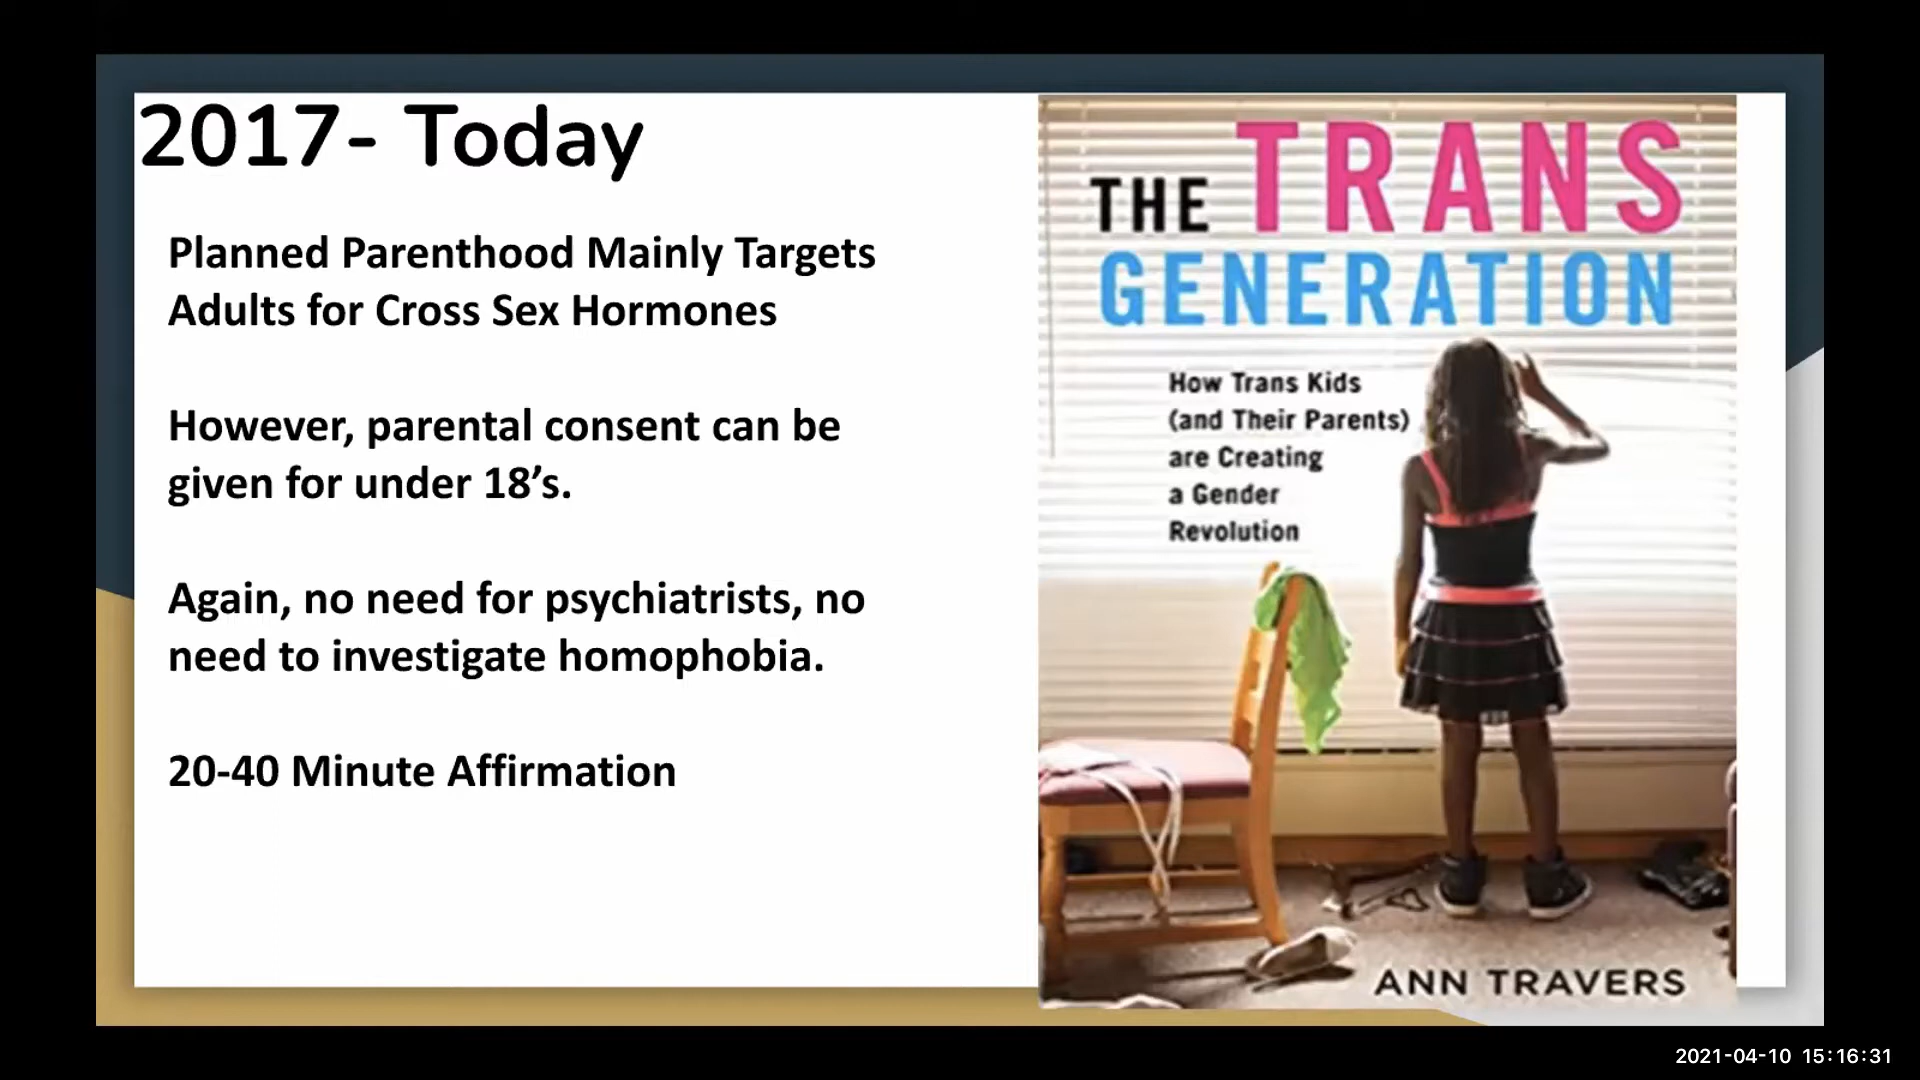 2017- Today
Planned Parenthood Mainly Targets
Adults for Cross Sex Hormones
However, parental consent can be
given for under 18’s.
Again, no need for psychiatrists, no
need to investigate homophobia.
20-40 Minute Affirmation
THE TRANS
GENERATION
How Trans Kids
(and Their Parents)
are Creating
a Gender
Revolution
ANN TRAVERS
2021-04-10 15:16:31